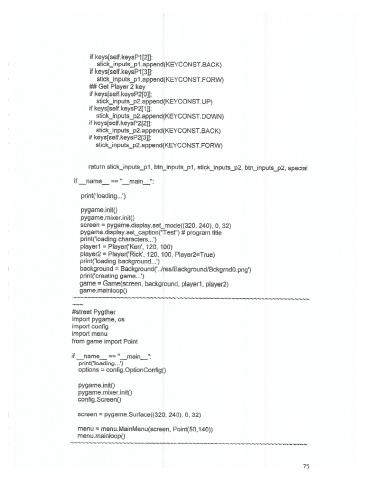 if keys[self.keysP1[2]]:
stick_inputs_p1.append(KEYCONST.BACK)
if keys[self.keysP1[3]]:
stick_inputs_p1.append(KEYCONST.FORW)
## Get Player 2 key
if keys[self.keysP2[0]]:
stick_inputs_p2.append(KEYCONST.UP)
if keys[self.keysP2[1]]:
stick_inputs_p2.append(KEYCONST.DOWN)
if keys[self.keysP2[2]]:
stick_inputs_p2.append(KEYCONST.BACK)
if keys[self.keysP2[3]]:
stick_inputs_p2.append(KEYCONST.FORW)
return stick_inputs_p1, btn_inputs_p1, stick_inputs_p2, btn_inputs_p2, special
if __name__ == "__main__":
print('loading...')
pygame.init()
pygame.mixer.init()
screen = pygame.display.set_mode((320, 240), 0, 32)
pygame.display.set_caption("Test") # program title
print('loading characters...')
player1 = Player('Ken', 120, 100)
player2 = Player('Rick', 120, 100, Player2=True)
print('loading background...')
background = Background('../res/Background/Bckgrnd0.png')
print('creating game...')
game = Game(screen, background, player1, player2)
game.mainloop()
~~~~~~~~~~~~~~~~~~~~~~~~~~~~~~~~~~~~~~~~~~~~~~~~
~~~~
#street Pygther
import pygame, os
import config
import menu
from game import Point
if __name__ == "__main__":
print('loading...')
options = config.OptionConfig()
pygame.init()
pygame.mixer.init()
config.Screen()
screen = pygame.Surface((320, 240), 0, 32)
menu = menu.MainMenu(screen, Point(50,140))
menu.mainloop()
~~~~~~~~~~~~~~~~~~~~~~~~~~~~~~~~~~~~~~~~~~~~~~~~
75